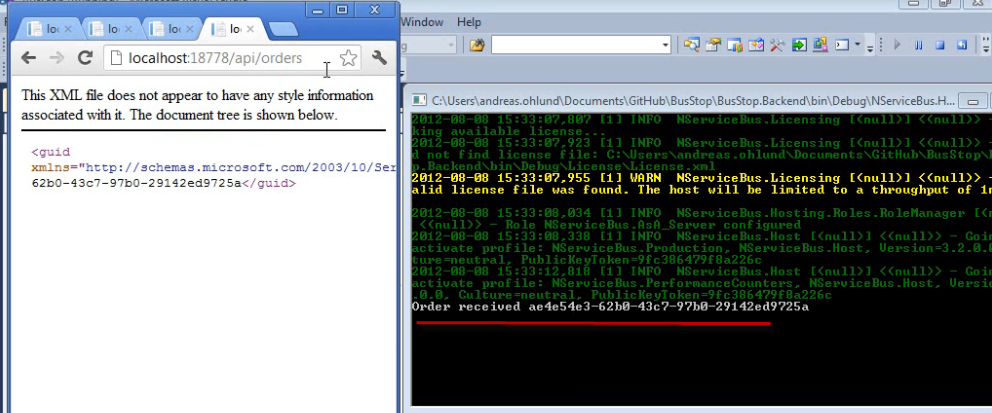 Window Help
loc
loc
loc
loc
localhost:18778/api/orders
This XML file does not appear to have any style information
associated with it. The document tree is shown below.
<guid
xmlns="http://schemas.microsoft.com/2003/10/Ser
62b0-43c7-97b0-29142ed9725a</guid>
C:\Users\andreas.ohlund\Documents\GitHub\BusStop\BusStop.Backend\bin\Debug\NServiceBus.H...
2012-08-08 15:33:07,807 [1] INFO NServiceBus.Licensing [(null)] <(null)> -
king available license...
2012-08-08 15:33:07,923 [1] INFO NServiceBus.Licensing [(null)] <(null)> -
d not find license file: C:\Users\andreas.ohlund\Documents\GitHub\BusStop\
p.Backend\bin\Debug\License\License.xml
2012-08-08 15:33:07,955 [1] WARN NServiceBus.Licensing [(null)] <(null)> -
alid license file was found. The host will be limited to a throughput of 1
2012-08-08 15:33:08,034 [1] INFO NServiceBus.Hosting.Roles.RoleManager [(n
<(null)> - Role NServiceBus.AsA_Server configured
2012-08-08 15:33:08,338 [1] INFO NServiceBus.Host [(null)] <(null)> - Goin
activate profile: NServiceBus.Production, NServiceBus.Host, Version=3.2.0.
ture=neutral, PublicKeyToken=9fc386479f8a226c
2012-08-08 15:33:12,818 [1] INFO NServiceBus.Host [(null)] <(null)> - Goin
activate profile: NServiceBus.PerformanceCounters, NServiceBus.Host, Versi
.0.0, Culture=neutral, PublicKeyToken=9fc386479f8a226c
Order received ae4e54e3-62b0-43c7-97b0-29142ed9725a